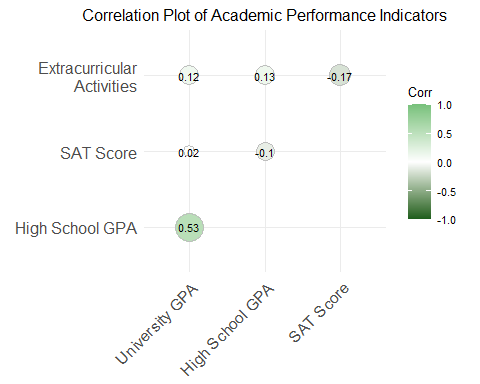 Correlation Plot of Academic Performance Indicators
Extracurricular
Activities
0.12
0.13
-0.17
SAT Score
0.02
-0.1
High School GPA
0.53
University GPA
High School GPA
SAT Score
Corr
1.0
0.5
0.0
-0.5
-1.0